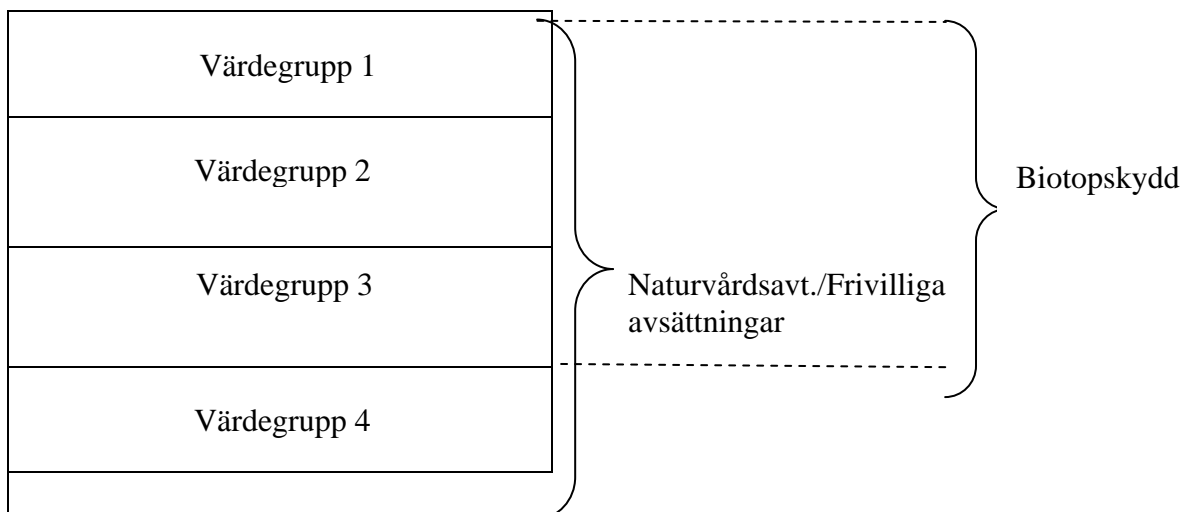 Värdegrupp 1
Värdegrupp 2
Biotopskydd
Värdegrupp 3
Naturvårdsavt./Frivilliga
avsättningar
Värdegrupp 4